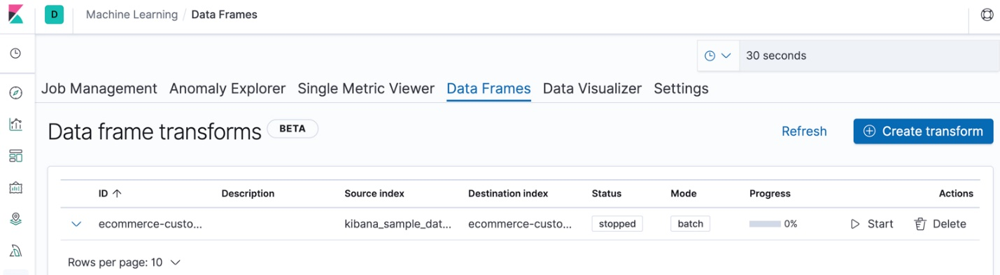 D Machine Learning / Data Frames
30 seconds
Job Management Anomaly Explorer Single Metric Viewer Data Frames Data Visualizer Settings
Data frame transforms BETA Refresh Create transform
ID Description Source index Destination index Status Mode Progress Actions
ecommerce-custo... kibana_sample_dat... ecommerce-custo... stopped batch 0% Start Delete
Rows per page: 10